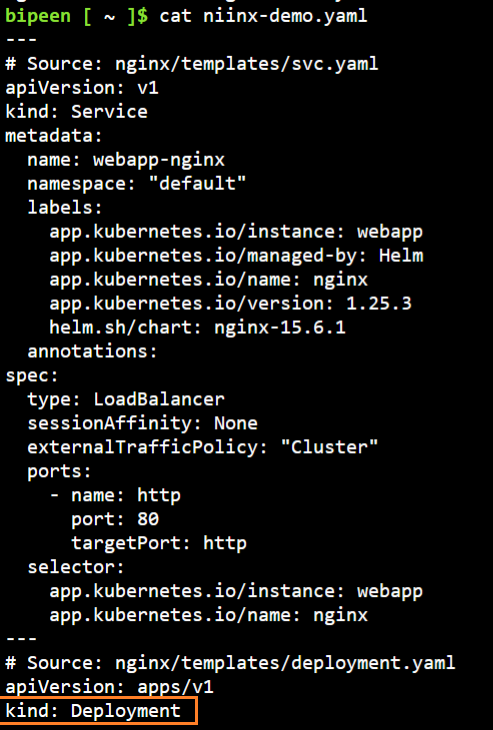 bipeen [ ~ ]$ cat niinx-demo.yaml
---
# Source: nginx/templates/svc.yaml
apiVersion: v1
kind: Service
metadata:
  name: webapp-nginx
  namespace: "default"
  labels:
    app.kubernetes.io/instance: webapp
    app.kubernetes.io/managed-by: Helm
    app.kubernetes.io/name: nginx
    app.kubernetes.io/version: 1.25.3
    helm.sh/chart: nginx-15.6.1
  annotations:
spec:
  type: LoadBalancer
  sessionAffinity: None
  externalTrafficPolicy: "Cluster"
  ports:
    - name: http
      port: 80
      targetPort: http
  selector:
    app.kubernetes.io/instance: webapp
    app.kubernetes.io/name: nginx
---
# Source: nginx/templates/deployment.yaml
apiVersion: apps/v1
kind: Deployment